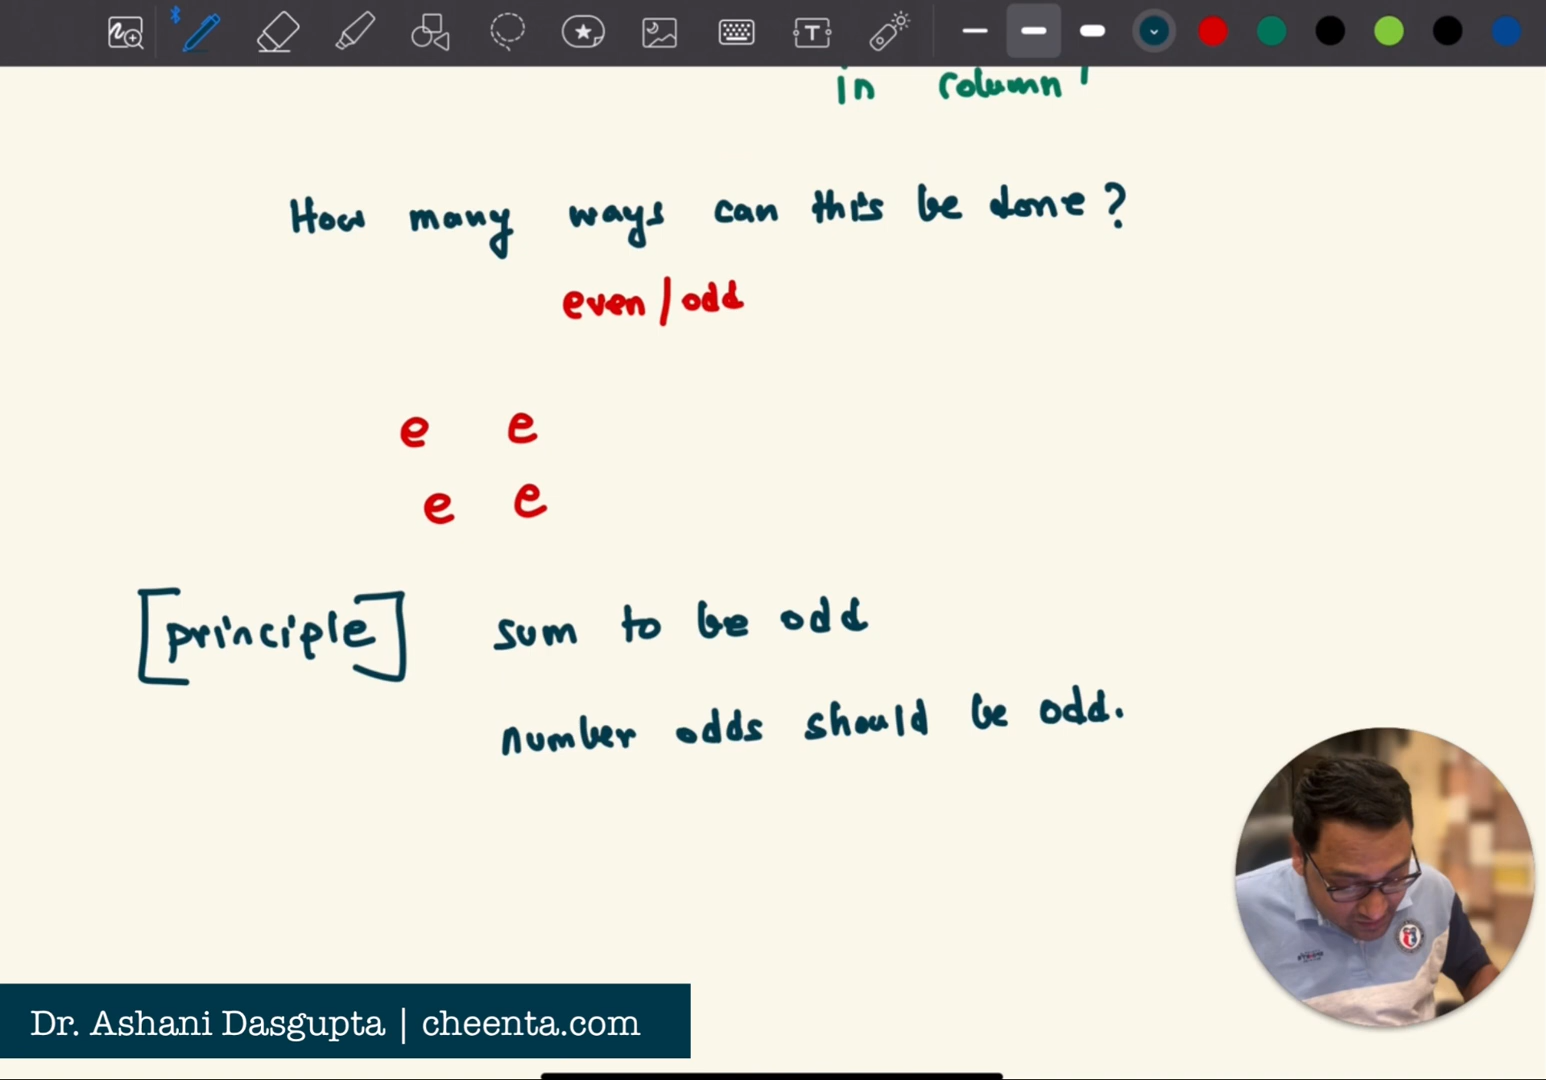 in column
How many ways can this be done?
even/odd
e e
e e
[principle] sum to be odd
number odds should be odd.
Dr. Ashani Dasgupta | cheenta.com